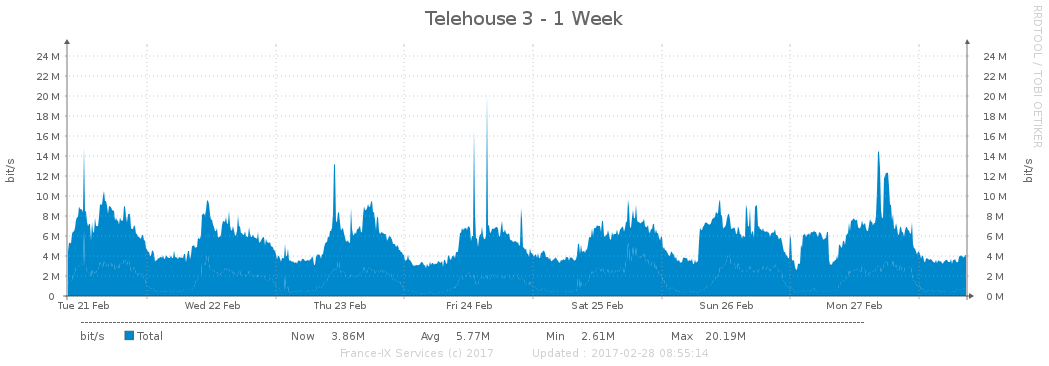 Telehouse 3 - 1 Week
RRDTOOL / TOBI OETIKER
bit/s
bit/s
24 M 24 M
22 M 22 M
20 M 20 M
18 M 18 M
16 M 16 M
14 M 14 M
12 M 12 M
10 M 10 M
8 M 8 M
6 M 6 M
4 M 4 M
2 M 2 M
0 0 M
Tue 21 Feb Wed 22 Feb Thu 23 Feb Fri 24 Feb Sat 25 Feb Sun 26 Feb Mon 27 Feb
bit/s Total Now 3.86M Avg 5.77M Min 2.61M Max 20.19M
France-IX Services (c) 2017 Updated : 2017-02-28 08:55:14